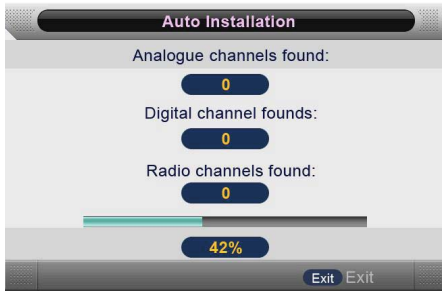 Auto Installation
Analogue channels found:
0
Digital channel founds:
0
Radio channels found:
0
42%
Exit Exit